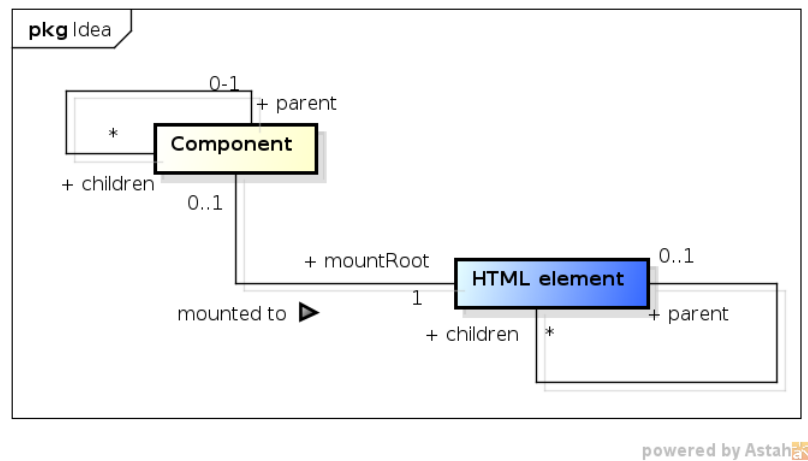 pkg Idea
0-1
+ parent
*
Component
+ children
0..1
+ mountRoot
0..1
HTML element
1
mounted to
+ parent
+ children
*
powered by Astah